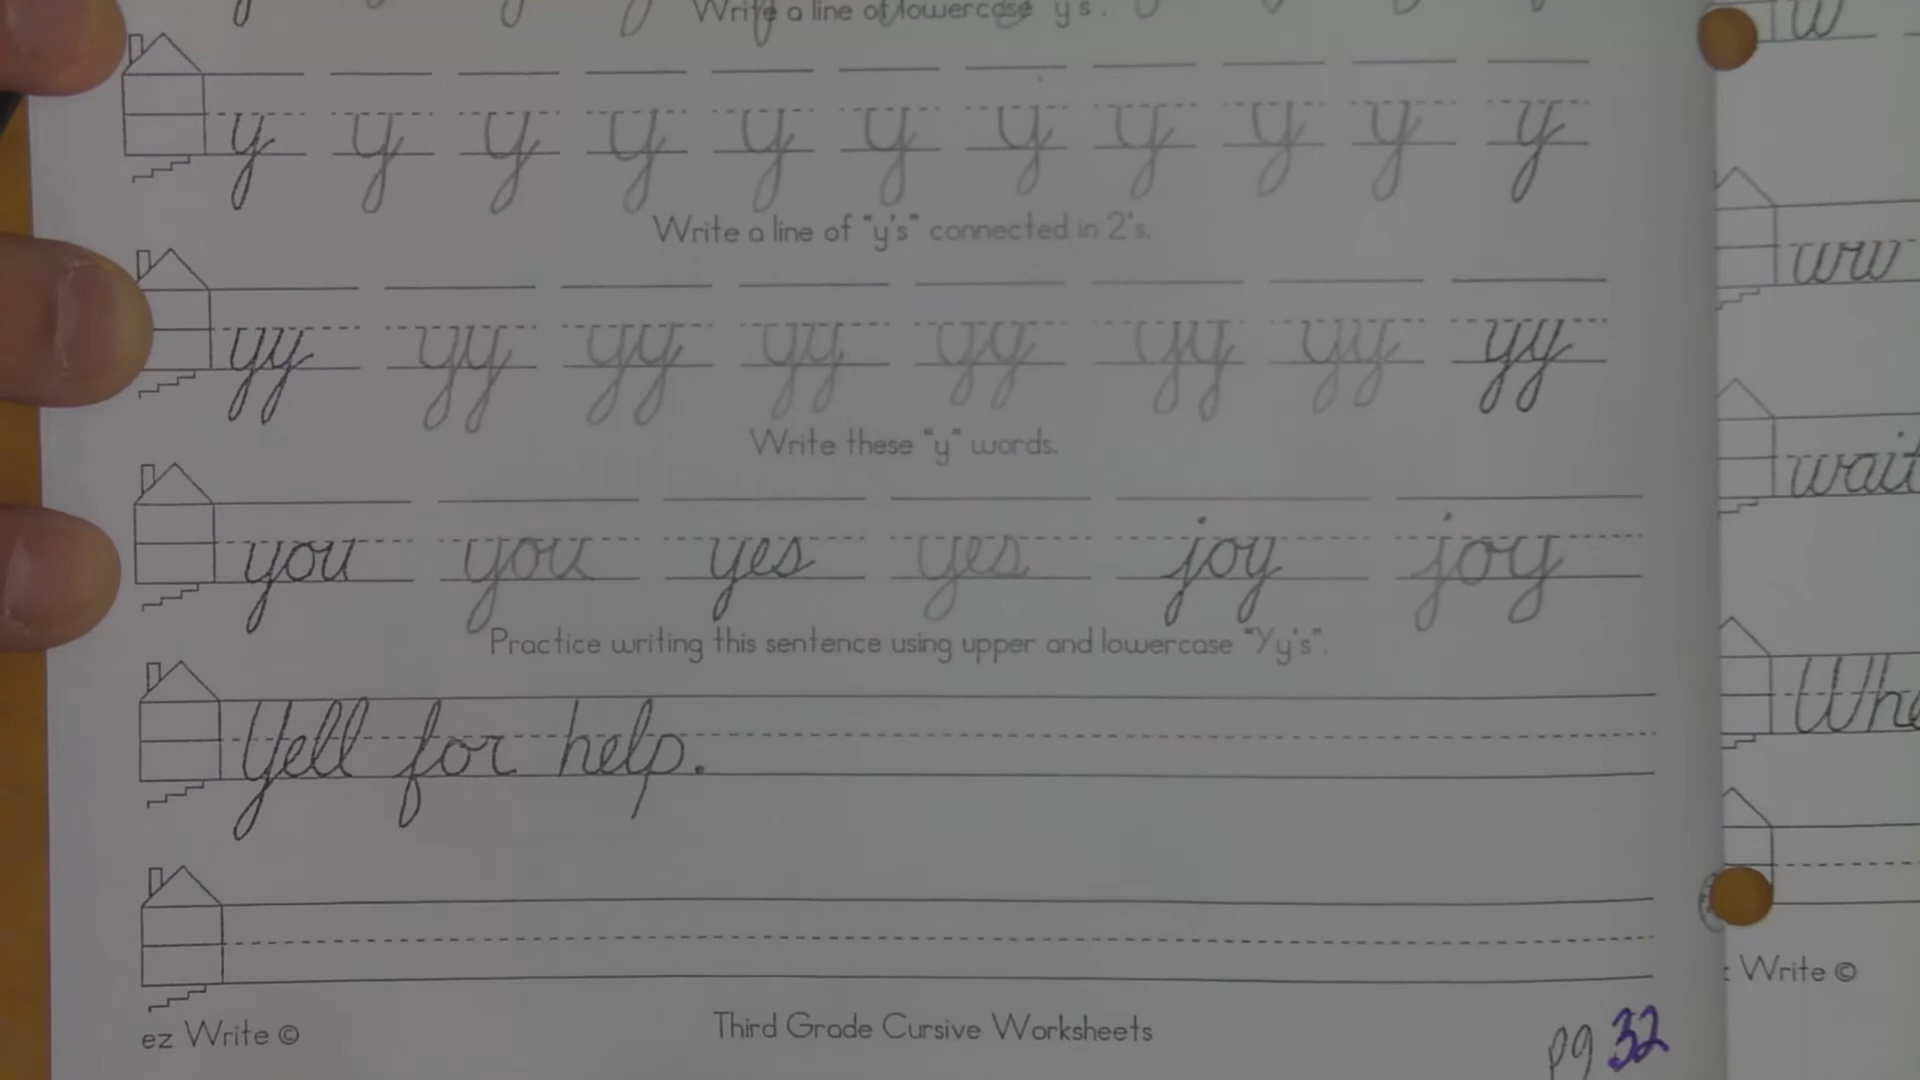 Write a line of lowercase y's.
y y y y y y y y y y y
Write a line of "y's" connected in 2's.
yy yy yy yy yy yy yy yy
Write these "y" words.
you you yes yes joy joy
Practice writing this sentence using upper and lowercase "Yy's".
Yell for help.
ez Write © Third Grade Cursive Worksheets pg 32
w
ww
wait
Wh
Write ©